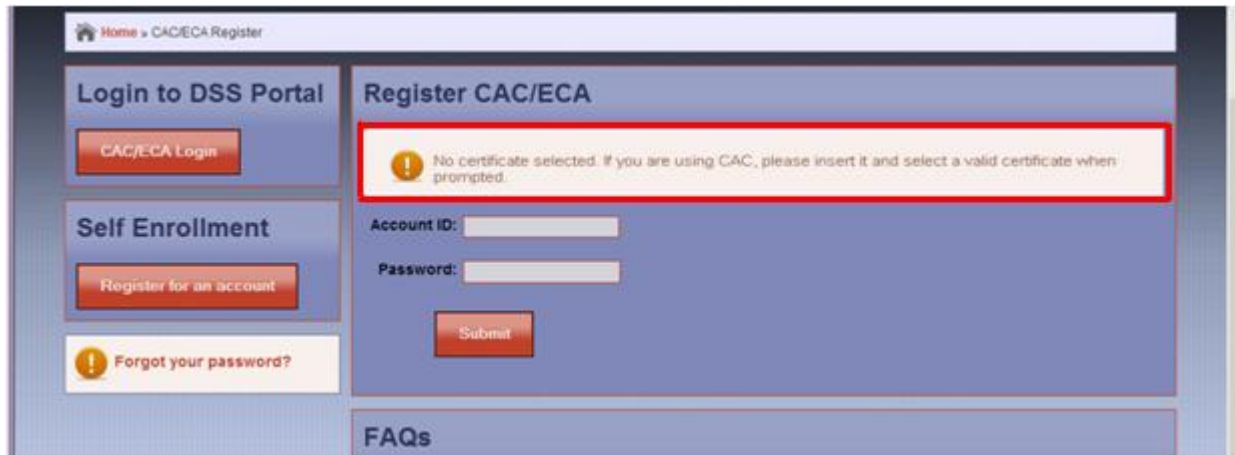 Home » CAC/ECA Register
Login to DSS Portal
CAC/ECA Login
Self Enrollment
Register for an account
Forgot your password?
Register CAC/ECA
No certificate selected. If you are using CAC, please insert it and select a valid certificate when
prompted.
Account ID:
Password:
Submit
FAQs